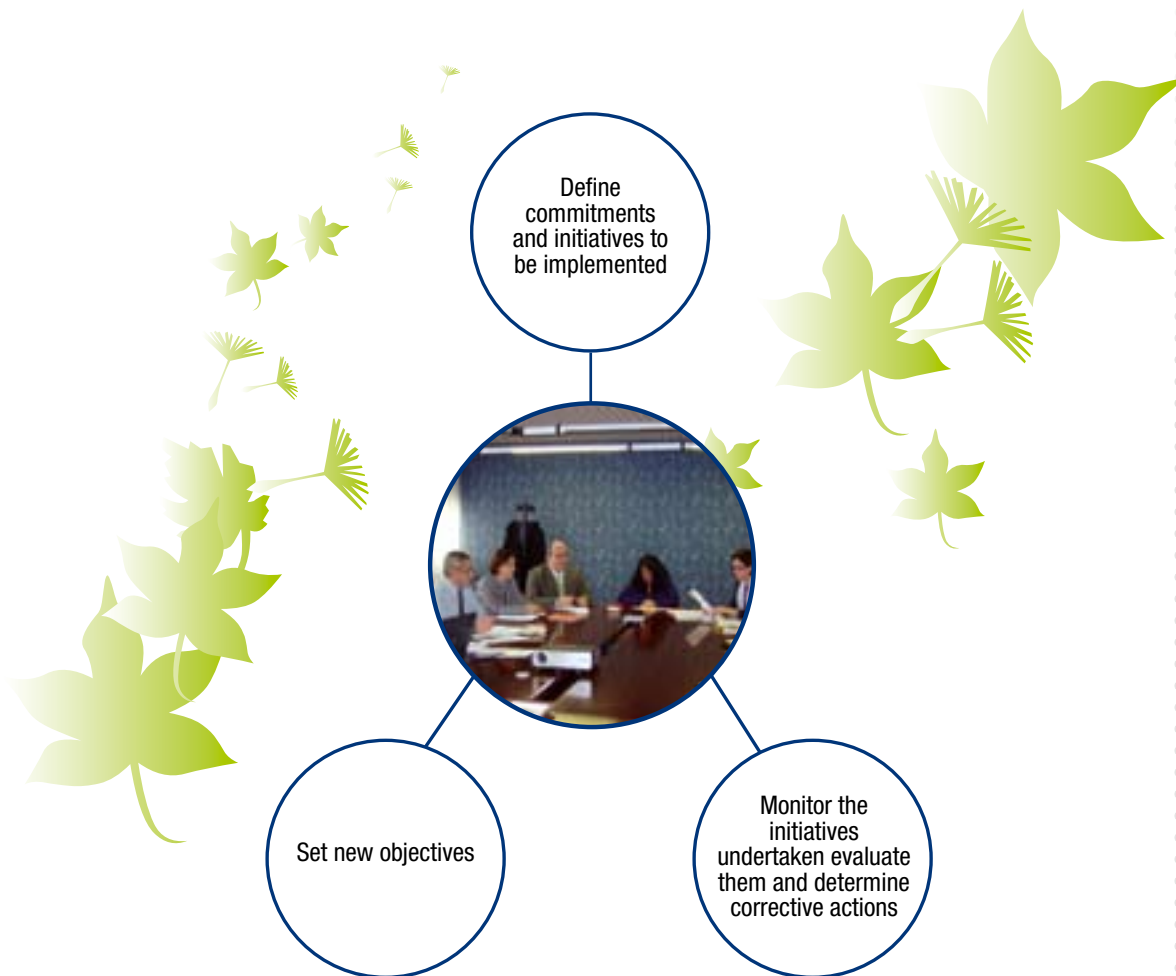 Define
commitments
and initiatives to
be implemented
Set new objectives
Monitor the
initiatives
undertaken evaluate
them and determine
corrective actions